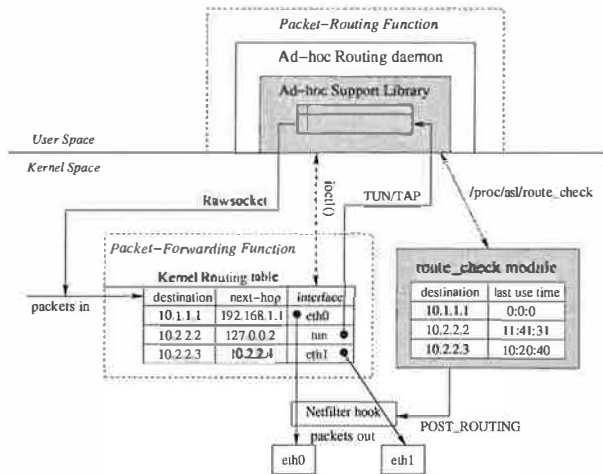 Packet-Routing Function
Ad-hoc Routing daemon
Ad-hoc Support Library
User Space
Kernel Space
Rawsocket
ioctl()
TUN/TAP
/proc/asl/route_check
Packet-Forwarding Function
Kernel Routing table
destination next-hop interface
10.1.1.1 192.168.1.1 eth0
10.2.2.2 127.0.0.2 tun
10.2.2.3 10.2.2.4 eth1
packets in
route_check module
destination last use time
10.1.1.1 0:0:0
10.2.2.2 11:41:31
10.2.2.3 10:20:40
Netfilter hook
POST_ROUTING
packets out
eth0 eth1